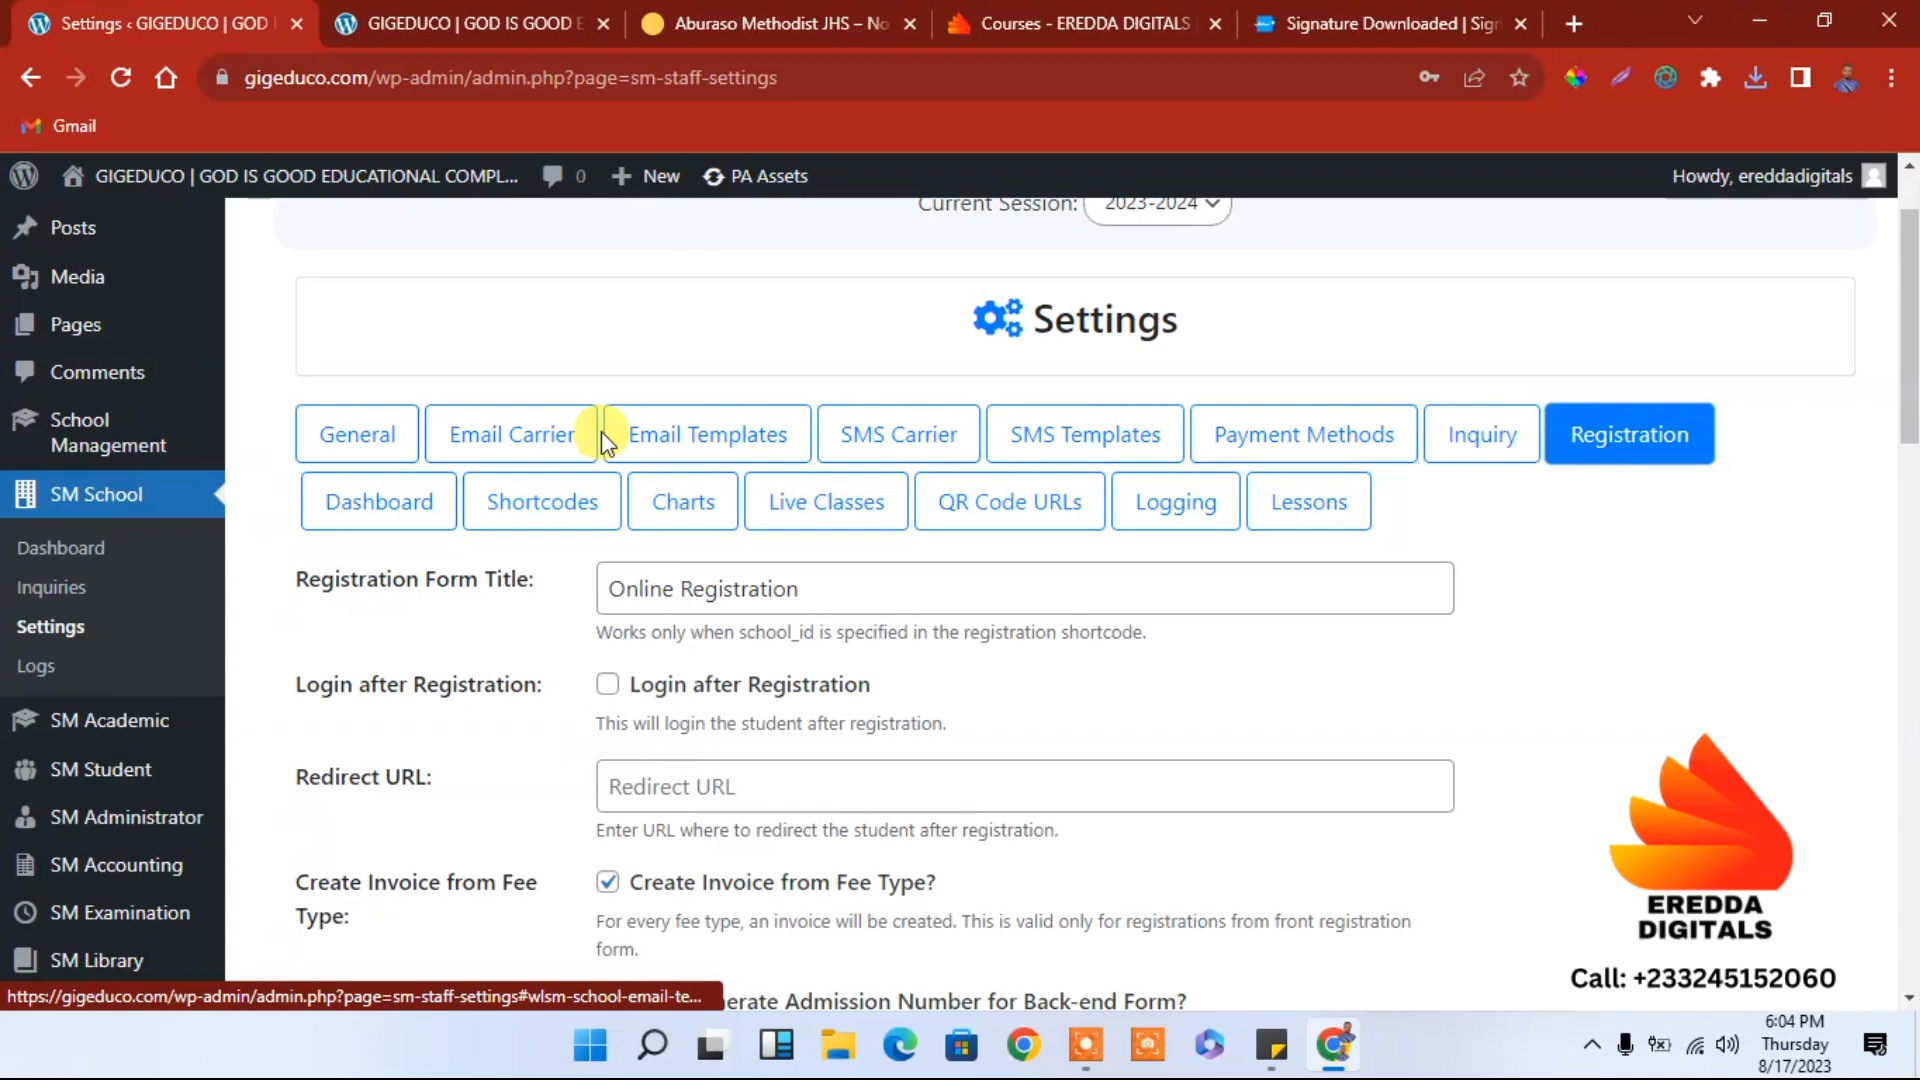 Settings ‹ GIGEDUCO | GOD
GIGEDUCO | GOD IS GOOD E
Aburaso Methodist JHS – No
Courses - EREDDA DIGITALS
Signature Downloaded | Sign
gigeduco.com/wp-admin/admin.php?page=sm-staff-settings
Gmail
GIGEDUCO | GOD IS GOOD EDUCATIONAL COMPL...
0
New
PA Assets
Howdy, ereddadigitals
Posts
Media
Pages
Comments
School
Management
SM School
Dashboard
Inquiries
Settings
Logs
SM Academic
SM Student
SM Administrator
SM Accounting
SM Examination
SM Library
Current Session: 2023-2024
Settings
General
Email Carrier
Email Templates
SMS Carrier
SMS Templates
Payment Methods
Inquiry
Registration
Dashboard
Shortcodes
Charts
Live Classes
QR Code URLs
Logging
Lessons
Registration Form Title:
Online Registration
Works only when school_id is specified in the registration shortcode.
Login after Registration:
Login after Registration
This will login the student after registration.
Redirect URL:
Redirect URL
Enter URL where to redirect the student after registration.
Create Invoice from Fee
Type:
Create Invoice from Fee Type?
For every fee type, an invoice will be created. This is valid only for registrations from front registration
form.
erate Admission Number for Back-end Form?
EREDDA
DIGITALS
Call: +233245152060
https://gigeduco.com/wp-admin/admin.php?page=sm-staff-settings#wlsm-school-email-te...
6:04 PM
Thursday
8/17/2023